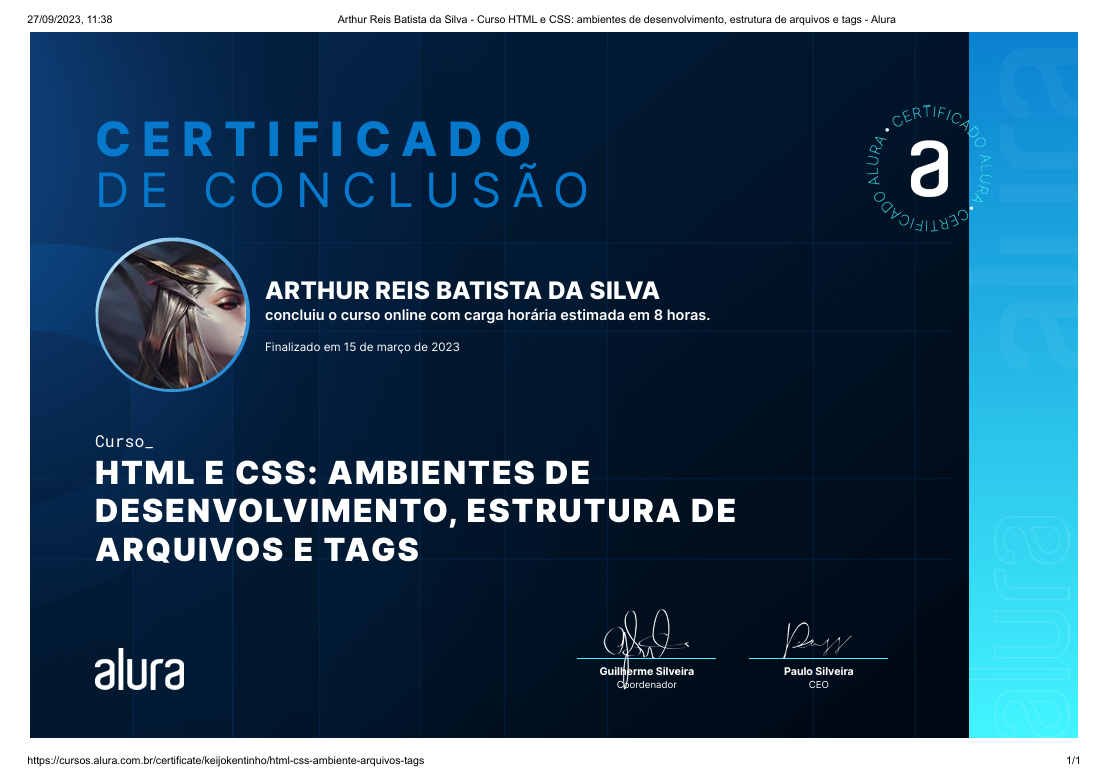 27/09/2023, 11:38
Arthur Reis Batista da Silva - Curso HTML e CSS: ambientes de desenvolvimento, estrutura de arquivos e tags - Alura
CERTIFICADO
DE CONCLUSÃO
CERTIFICADO ALURA • CERTIFICADO ALURA •
a
alura
ARTHUR REIS BATISTA DA SILVA
concluiu o curso online com carga horária estimada em 8 horas.
Finalizado em 15 de março de 2023
Curso_
HTML E CSS: AMBIENTES DE
DESENVOLVIMENTO, ESTRUTURA DE
ARQUIVOS E TAGS
alura
alura
Guilherme Silveira
Coordenador
Paulo Silveira
CEO
https://cursos.alura.com.br/certificate/keijokentinho/html-css-ambiente-arquivos-tags
1/1